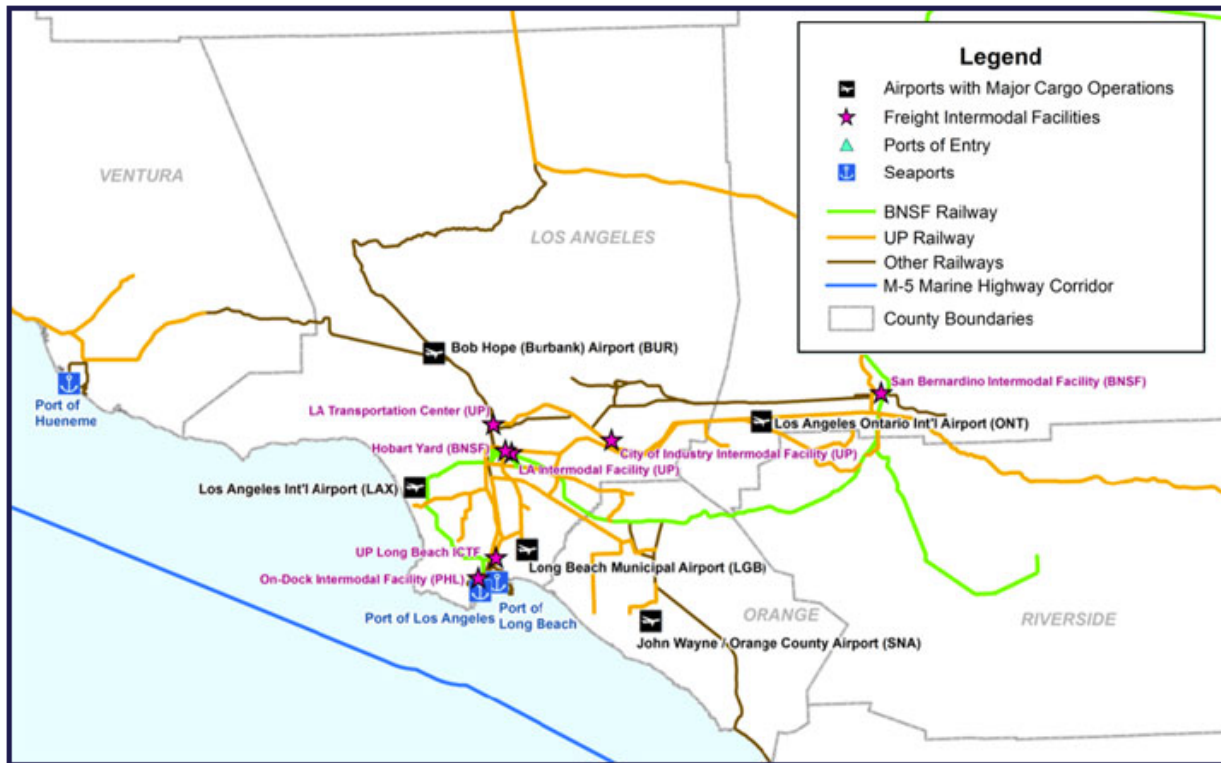 Legend
Airports with Major Cargo Operations
Freight Intermodal Facilities
Ports of Entry
Seaports
BNSF Railway
UP Railway
Other Railways
M-5 Marine Highway Corridor
County Boundaries
VENTURA
LOS ANGELES
Bob Hope (Burbank) Airport (BUR)
San Bernardino Intermodal Facility (BNSF)
Port of
Hueneme
LA Transportation Center (UP)
Los Angeles Ontario Int'l Airport (ONT)
Hobart Yard (BNSF)
City of Industry Intermodal Facility (UP)
LA Intermodal Facility (UP)
Los Angeles Int'l Airport (LAX)
UP Long Beach ICTF
Long Beach Municipal Airport (LGB)
On-Dock Intermodal Facility (PHL)
Port of Los Angeles
Port of
Long Beach
ORANGE
RIVERSIDE
John Wayne / Orange County Airport (SNA)